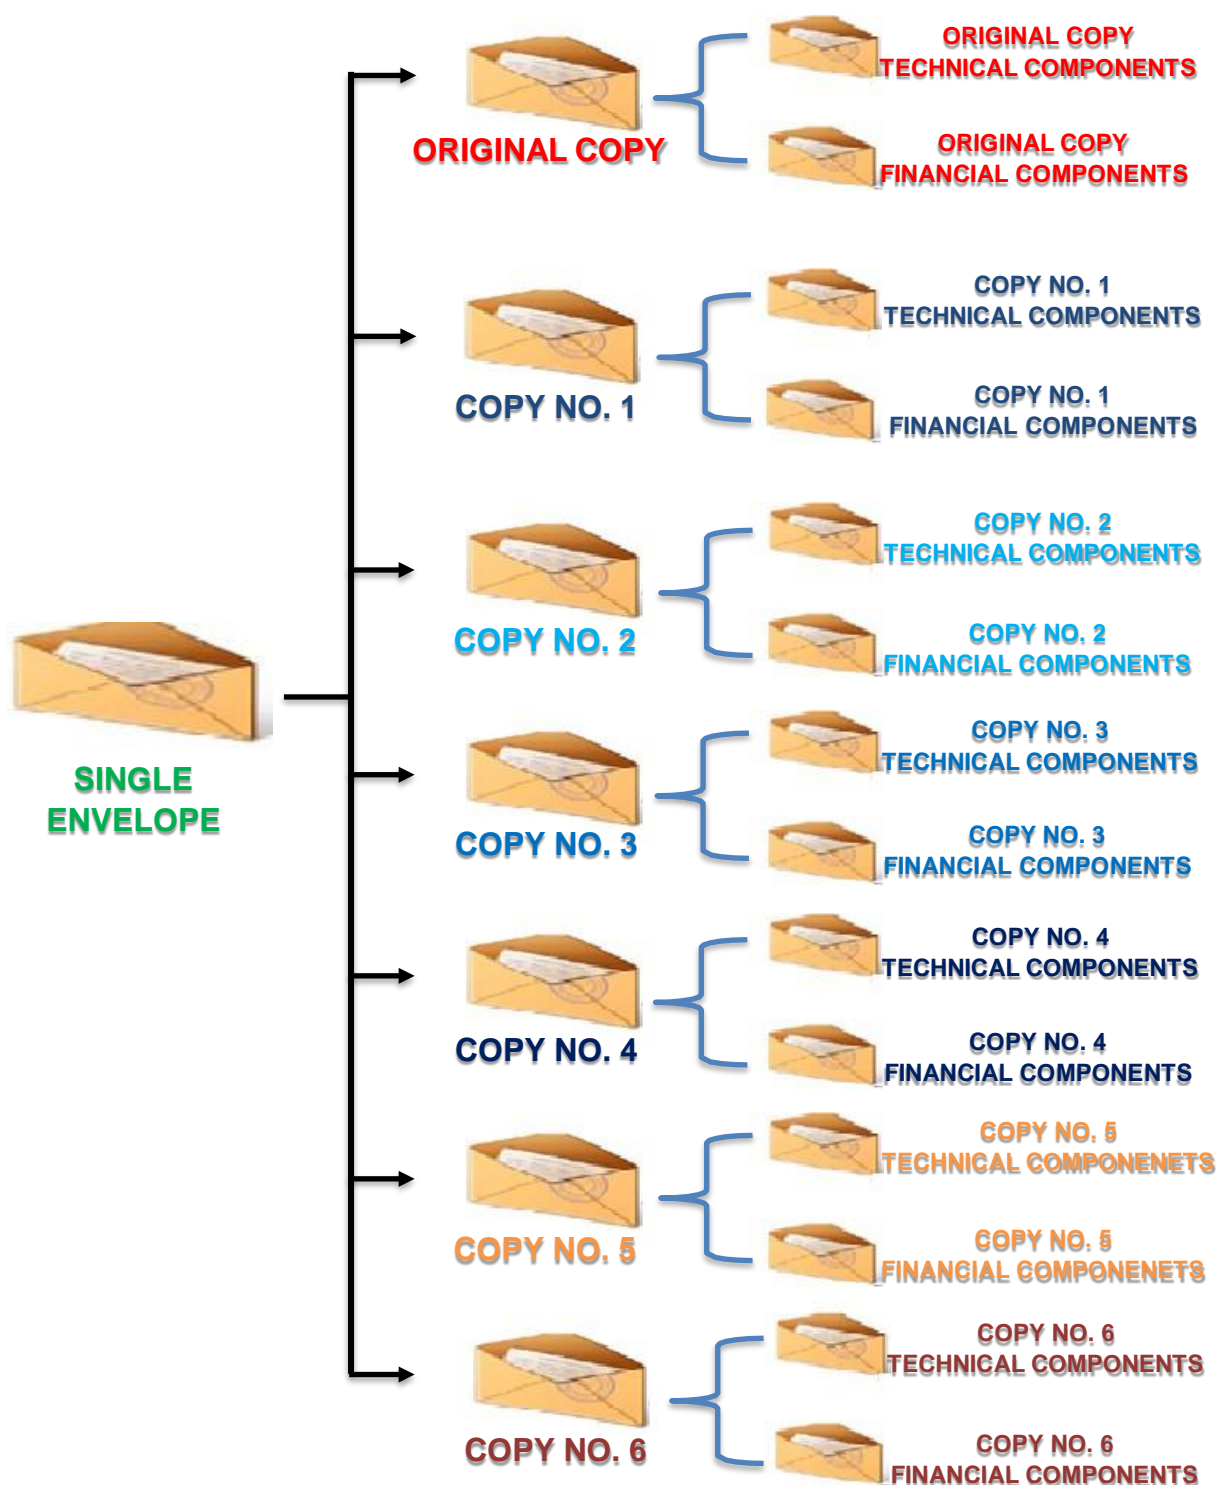 ORIGINAL COPY
TECHNICAL COMPONENTS
ORIGINAL COPY
ORIGINAL COPY
FINANCIAL COMPONENTS
COPY NO. 1
TECHNICAL COMPONENTS
COPY NO. 1
COPY NO. 1
FINANCIAL COMPONENTS
COPY NO. 2
TECHNICAL COMPONENTS
COPY NO. 2
COPY NO. 2
FINANCIAL COMPONENTS
SINGLE
ENVELOPE
COPY NO. 3
TECHNICAL COMPONENTS
COPY NO. 3
COPY NO. 3
FINANCIAL COMPONENTS
COPY NO. 4
TECHNICAL COMPONENTS
COPY NO. 4
COPY NO. 4
FINANCIAL COMPONENTS
COPY NO. 5
TECHNICAL COMPONENETS
COPY NO. 5
COPY NO. 5
FINANCIAL COMPONENETS
COPY NO. 6
TECHNICAL COMPONENTS
COPY NO. 6
COPY NO. 6
FINANCIAL COMPONENTS